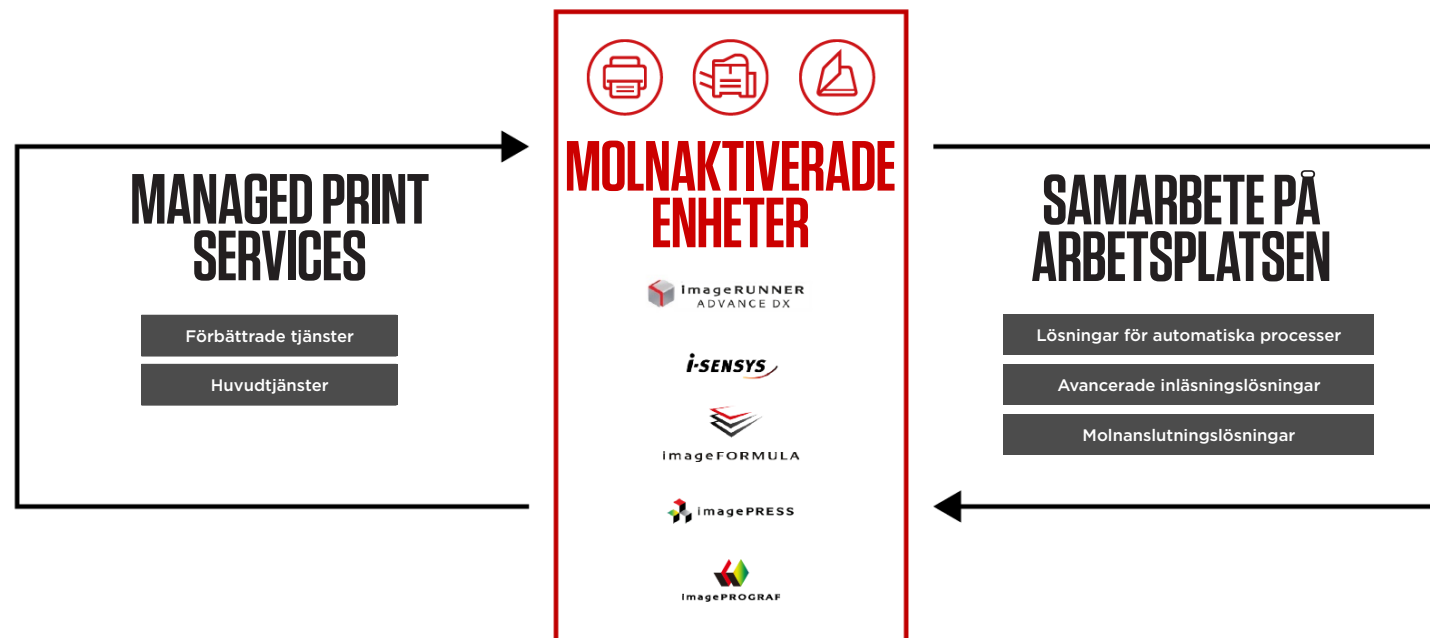 MANAGED PRINT
SERVICES
Förbättrade tjänster
Huvudtjänster
MOLNAKTIVERADE
ENHETER
imageRUNNER
ADVANCE DX
i-SENSYS
imageFORMULA
imagePRESS
imagePROGRAF
SAMARBETE PÅ
ARBETSPLATSEN
Lösningar för automatiska processer
Avancerade inläsningslösningar
Molnanslutningslösningar